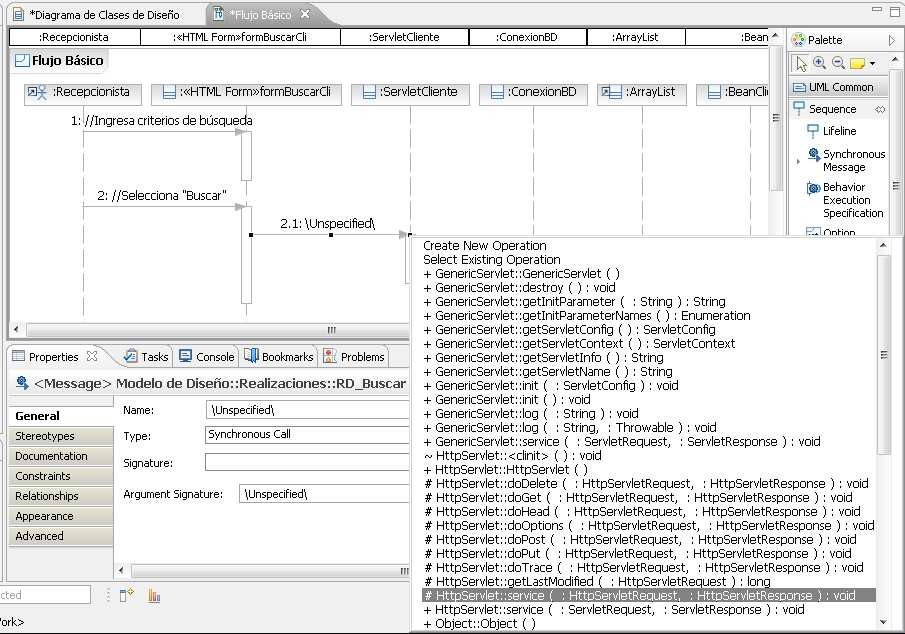 *Diagrama de Clases de Diseño
*Flujo Básico
:Recepcionista
:«HTML Form»formBuscarCli
:ServletCliente
:ConexionBD
:ArrayList
:Bean
Palette
Flujo Básico
:Recepcionista
:«HTML Form»formBuscarCli
:ServletCliente
:ConexionBD
:ArrayList
:BeanClie
UML Common
Sequence
Lifeline
Synchronous
Message
Behavior
Execution
Specification
Option
1: //Ingresa criterios de búsqueda
2: //Selecciona "Buscar"
2.1: \Unspecified\
Create New Operation
Select Existing Operation
+ GenericServlet::GenericServlet ( )
+ GenericServlet::destroy ( ) : void
+ GenericServlet::getInitParameter (  : String ) : String
+ GenericServlet::getInitParameterNames ( ) : Enumeration
+ GenericServlet::getServletConfig ( ) : ServletConfig
+ GenericServlet::getServletContext ( ) : ServletContext
+ GenericServlet::getServletInfo ( ) : String
+ GenericServlet::getServletName ( ) : String
+ GenericServlet::init (  : ServletConfig ) : void
+ GenericServlet::init ( ) : void
+ GenericServlet::log (  : String ) : void
+ GenericServlet::log (  : String,  : Throwable ) : void
+ GenericServlet::service (  : ServletRequest,  : ServletResponse ) : void
~ HttpServlet::<clinit> ( ) : void
+ HttpServlet::HttpServlet ( )
# HttpServlet::doDelete (  : HttpServletRequest,  : HttpServletResponse ) : void
# HttpServlet::doGet (  : HttpServletRequest,  : HttpServletResponse ) : void
# HttpServlet::doHead (  : HttpServletRequest,  : HttpServletResponse ) : void
# HttpServlet::doOptions (  : HttpServletRequest,  : HttpServletResponse ) : void
# HttpServlet::doPost (  : HttpServletRequest,  : HttpServletResponse ) : void
# HttpServlet::doPut (  : HttpServletRequest,  : HttpServletResponse ) : void
# HttpServlet::doTrace (  : HttpServletRequest,  : HttpServletResponse ) : void
# HttpServlet::getLastModified (  : HttpServletRequest ) : long
# HttpServlet::service (  : HttpServletRequest,  : HttpServletResponse ) : void
+ HttpServlet::service (  : ServletRequest,  : ServletResponse ) : void
+ Object::Object ( )
Properties
Tasks
Console
Bookmarks
Problems
<Message> Modelo de Diseño::Realizaciones::RD_Buscar
General
Stereotypes
Documentation
Constraints
Relationships
Appearance
Advanced
Name:
\Unspecified\
Type:
Synchronous Call
Signature:
Argument Signature:
\Unspecified\
cted
ork>